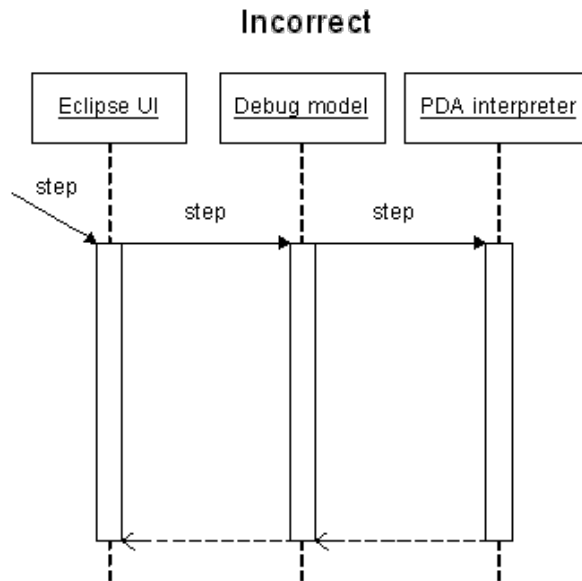 Incorrect
Eclipse UI
Debug model
PDA interpreter
step
step
step